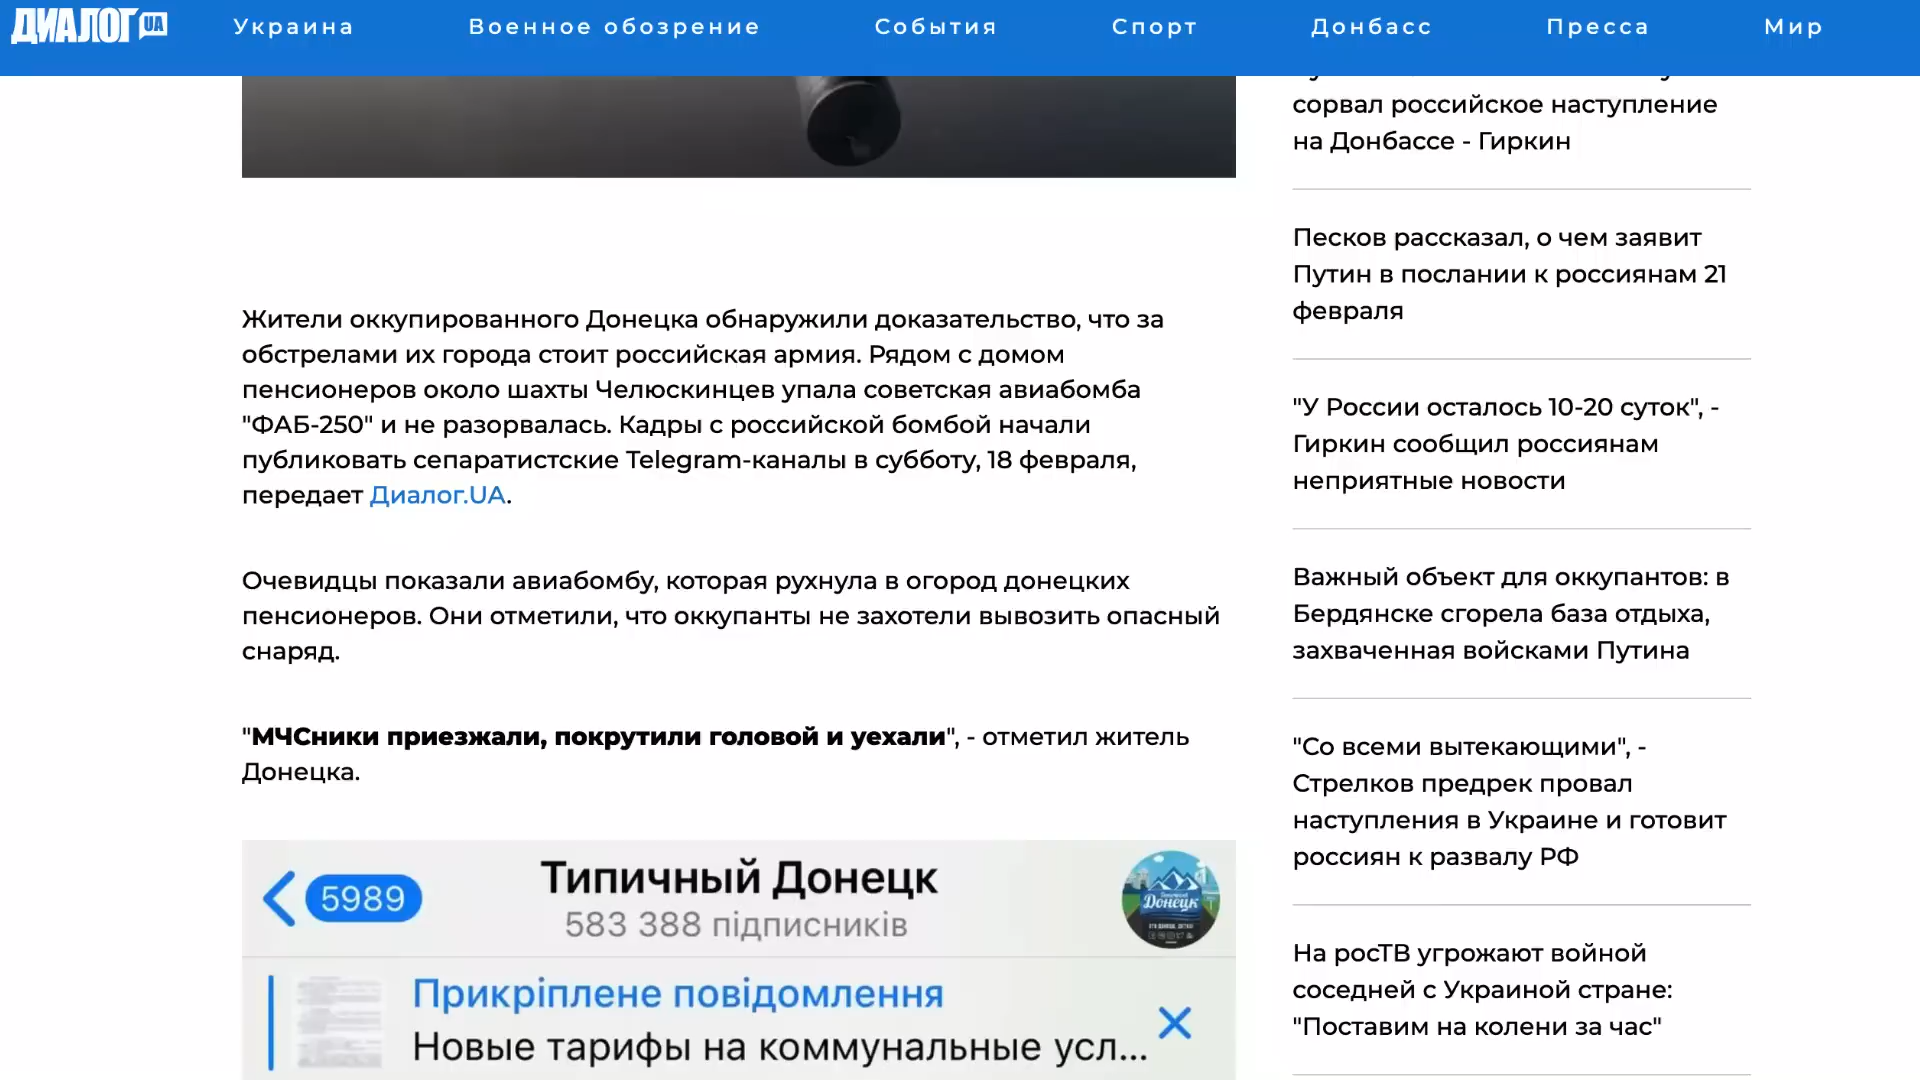 ДИАЛОГ UA
Украина
Военное обозрение
События
Спорт
Донбасс
Пресса
Мир
Жители оккупированного Донецка обнаружили доказательство, что за
обстрелами их города стоит российская армия. Рядом с домом
пенсионеров около шахты Челюскинцев упала советская авиабомба
"ФАБ-250" и не разорвалась. Кадры с российской бомбой начали
публиковать сепаратистские Telegram-каналы в субботу, 18 февраля,
передает Диалог.UA.
Очевидцы показали авиабомбу, которая рухнула в огород донецких
пенсионеров. Они отметили, что оккупанты не захотели вывозить опасный
снаряд.
"МЧСники приезжали, покрутили головой и уехали", - отметил житель
Донецка.
5989
Типичный Донецк
583 388 підписників
Донецк
Прикріплене повідомлення
Новые тарифы на коммунальные усл...
сорвал российское наступление
на Донбассе - Гиркин
Песков рассказал, о чем заявит
Путин в послании к россиянам 21
февраля
"У России осталось 10-20 суток", -
Гиркин сообщил россиянам
неприятные новости
Важный объект для оккупантов: в
Бердянске сгорела база отдыха,
захваченная войсками Путина
"Со всеми вытекающими", -
Стрелков предрек провал
наступления в Украине и готовит
россиян к развалу РФ
На росТВ угрожают войной
соседней с Украиной стране:
"Поставим на колени за час"